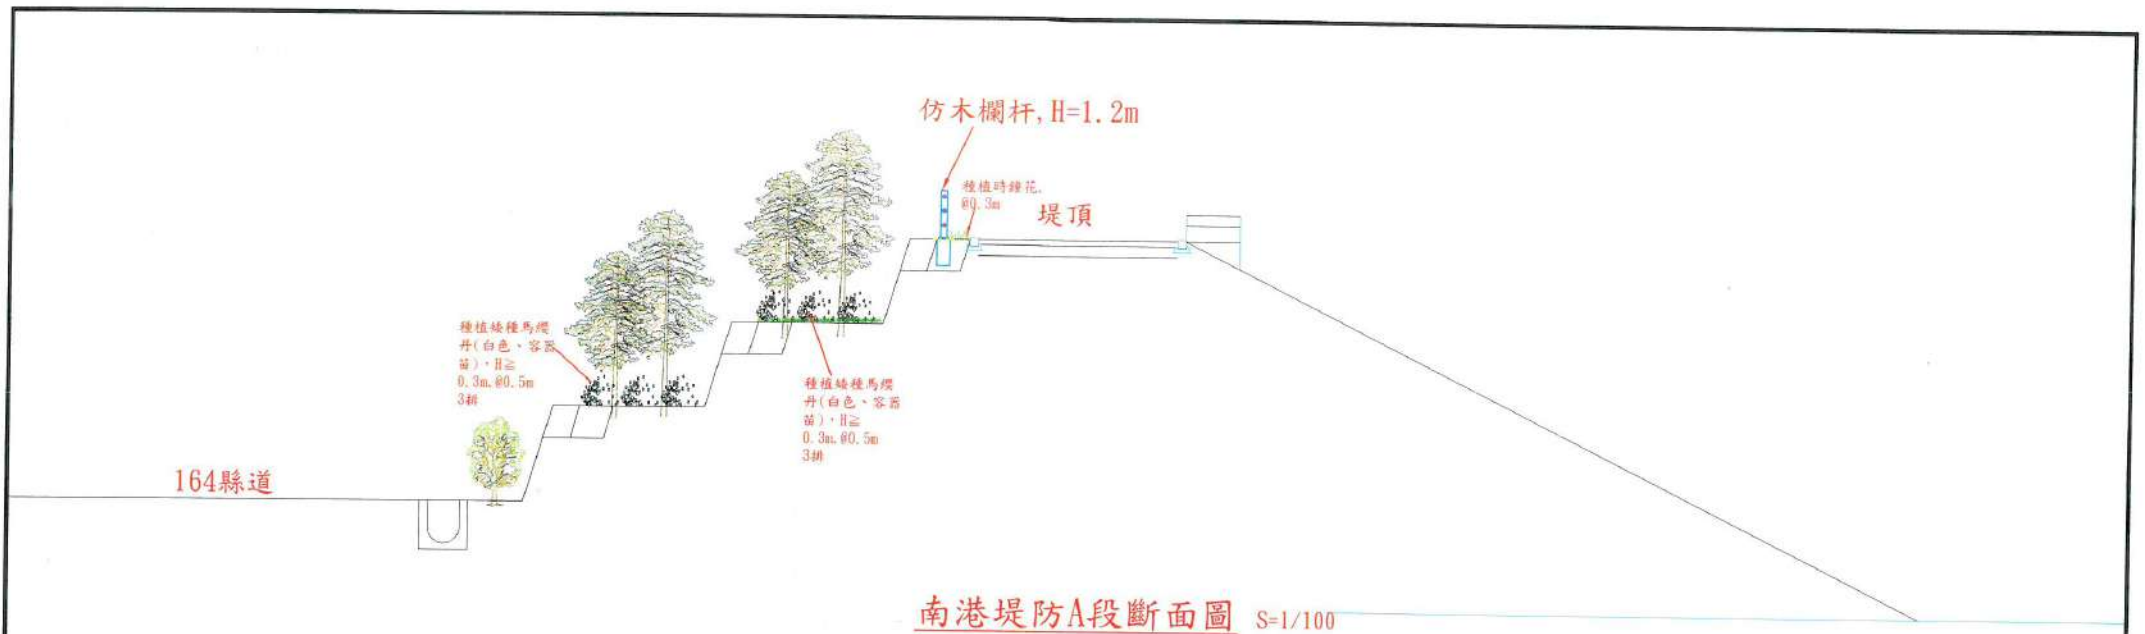 仿木欄杆, H=1.2m
種植時鐘花,
@0.3m
堤頂
種植矮種馬纓
丹(白色、容器
苗)，H≧
0.3m,@0.5m
3排
種植矮種馬纓
丹(白色、容器
苗)，H≧
0.3m,@0.5m
3排
164縣道
南港堤防A段斷面圖 S=1/100